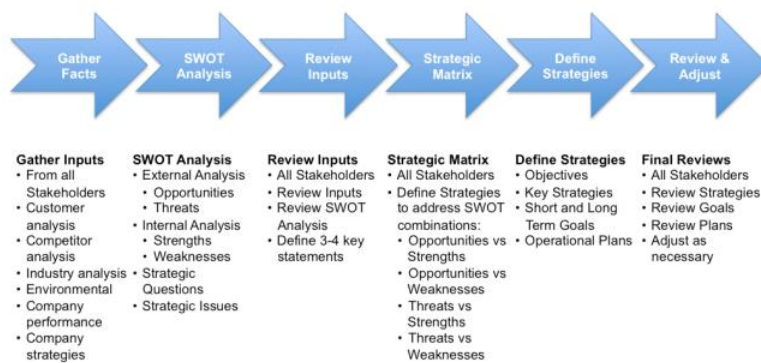 Gather
Facts
SWOT
Analysis
Review
Inputs
Strategic
Matrix
Define
Strategies
Review &
Adjust
Gather Inputs
• From all
Stakeholders
• Customer
analysis
• Competitor
analysis
• Industry analysis
• Environmental
• Company
performance
• Company
strategies
SWOT Analysis
• External Analysis
• Opportunities
• Threats
• Internal Analysis
• Strengths
• Weaknesses
• Strategic
Questions
• Strategic Issues
Review Inputs
• All Stakeholders
• Review Inputs
• Review SWOT
Analysis
• Define 3-4 key
statements
Strategic Matrix
• All Stakeholders
• Define Strategies
to address SWOT
combinations:
• Opportunities vs
Strengths
• Opportunities vs
Weaknesses
• Threats vs
Strengths
• Threats vs
Weaknesses
Define Strategies
• Objectives
• Key Strategies
• Short and Long
Term Goals
• Operational Plans
Final Reviews
• All Stakeholders
• Review Strategies
• Review Goals
• Review Plans
• Adjust as
necessary